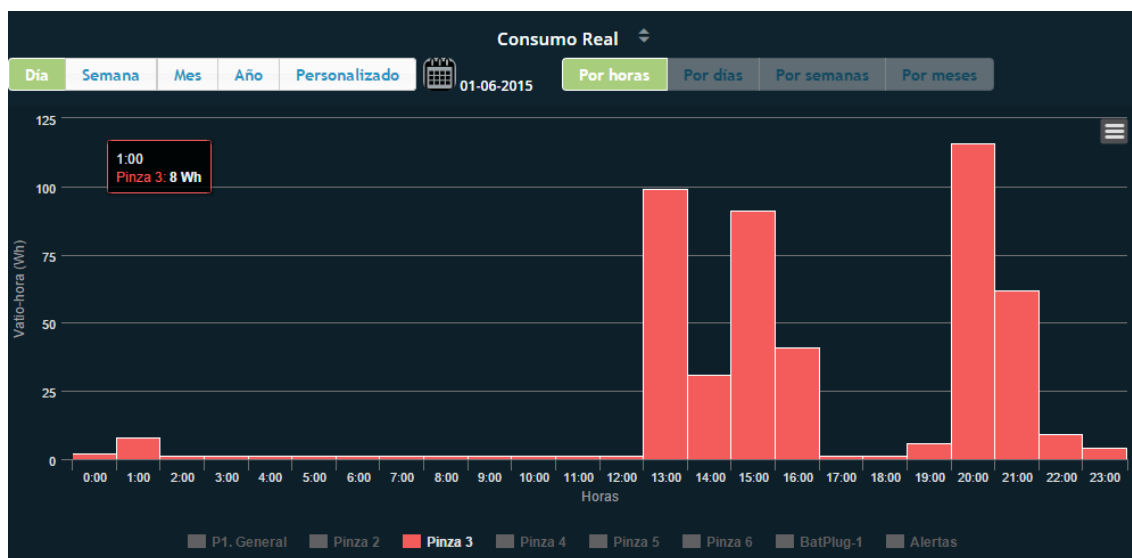 Consumo Real
Día Semana Mes Año Personalizado 01-06-2015 Por horas Por días Por semanas Por meses
125
1:00
Pinza 3: 8 Wh
100
75
50
25
0
Vatio-hora (Wh)
0:00 1:00 2:00 3:00 4:00 5:00 6:00 7:00 8:00 9:00 10:00 11:00 12:00 13:00 14:00 15:00 16:00 17:00 18:00 19:00 20:00 21:00 22:00 23:00
Horas
P1. General Pinza 2 Pinza 3 Pinza 4 Pinza 5 Pinza 6 BatPlug-1 Alertas